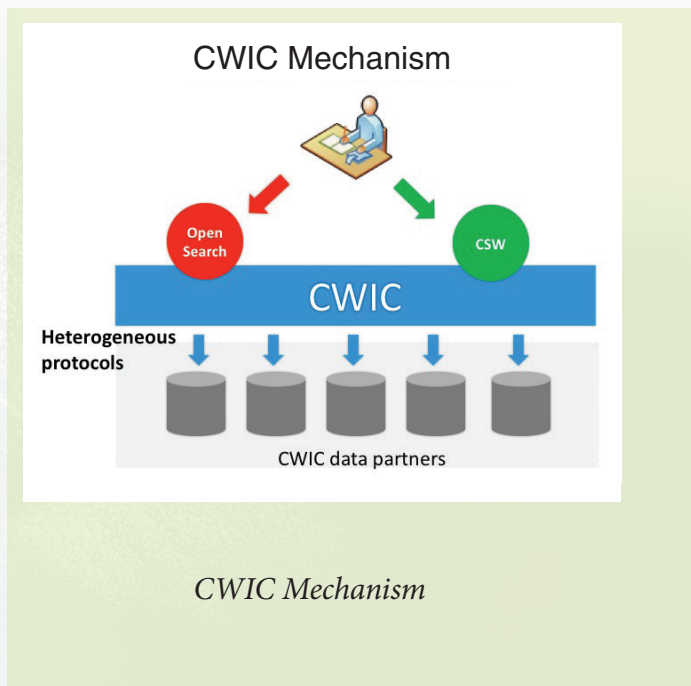 CWIC Mechanism
Open
Search
CSW
CWIC
Heterogeneous
protocols
CWIC data partners
CWIC Mechanism